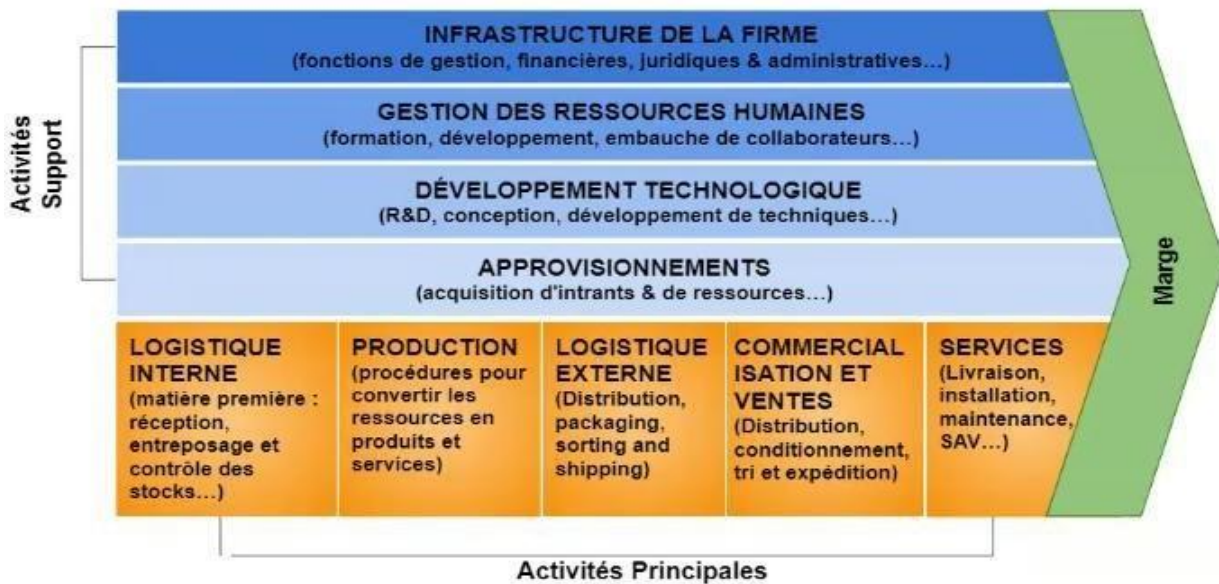 INFRASTRUCTURE DE LA FIRME
(fonctions de gestion, financières, juridiques & administratives…)
GESTION DES RESSOURCES HUMAINES
(formation, développement, embauche de collaborateurs…)
DÉVELOPPEMENT TECHNOLOGIQUE
(R&D, conception, développement de techniques…)
APPROVISIONNEMENTS
(acquisition d'intrants & de ressources…)
Activités
Support
Marge
LOGISTIQUE
INTERNE
(matière première :
réception,
entreposage et
contrôle des
stocks…)
PRODUCTION
(procédures pour
convertir les
ressources en
produits et
services)
LOGISTIQUE
EXTERNE
(Distribution,
packaging,
sorting and
shipping)
COMMERCIAL
ISATION ET
VENTES
(Distribution,
conditionnement,
tri et expédition)
SERVICES
(Livraison,
installation,
maintenance,
SAV…)
Activités Principales